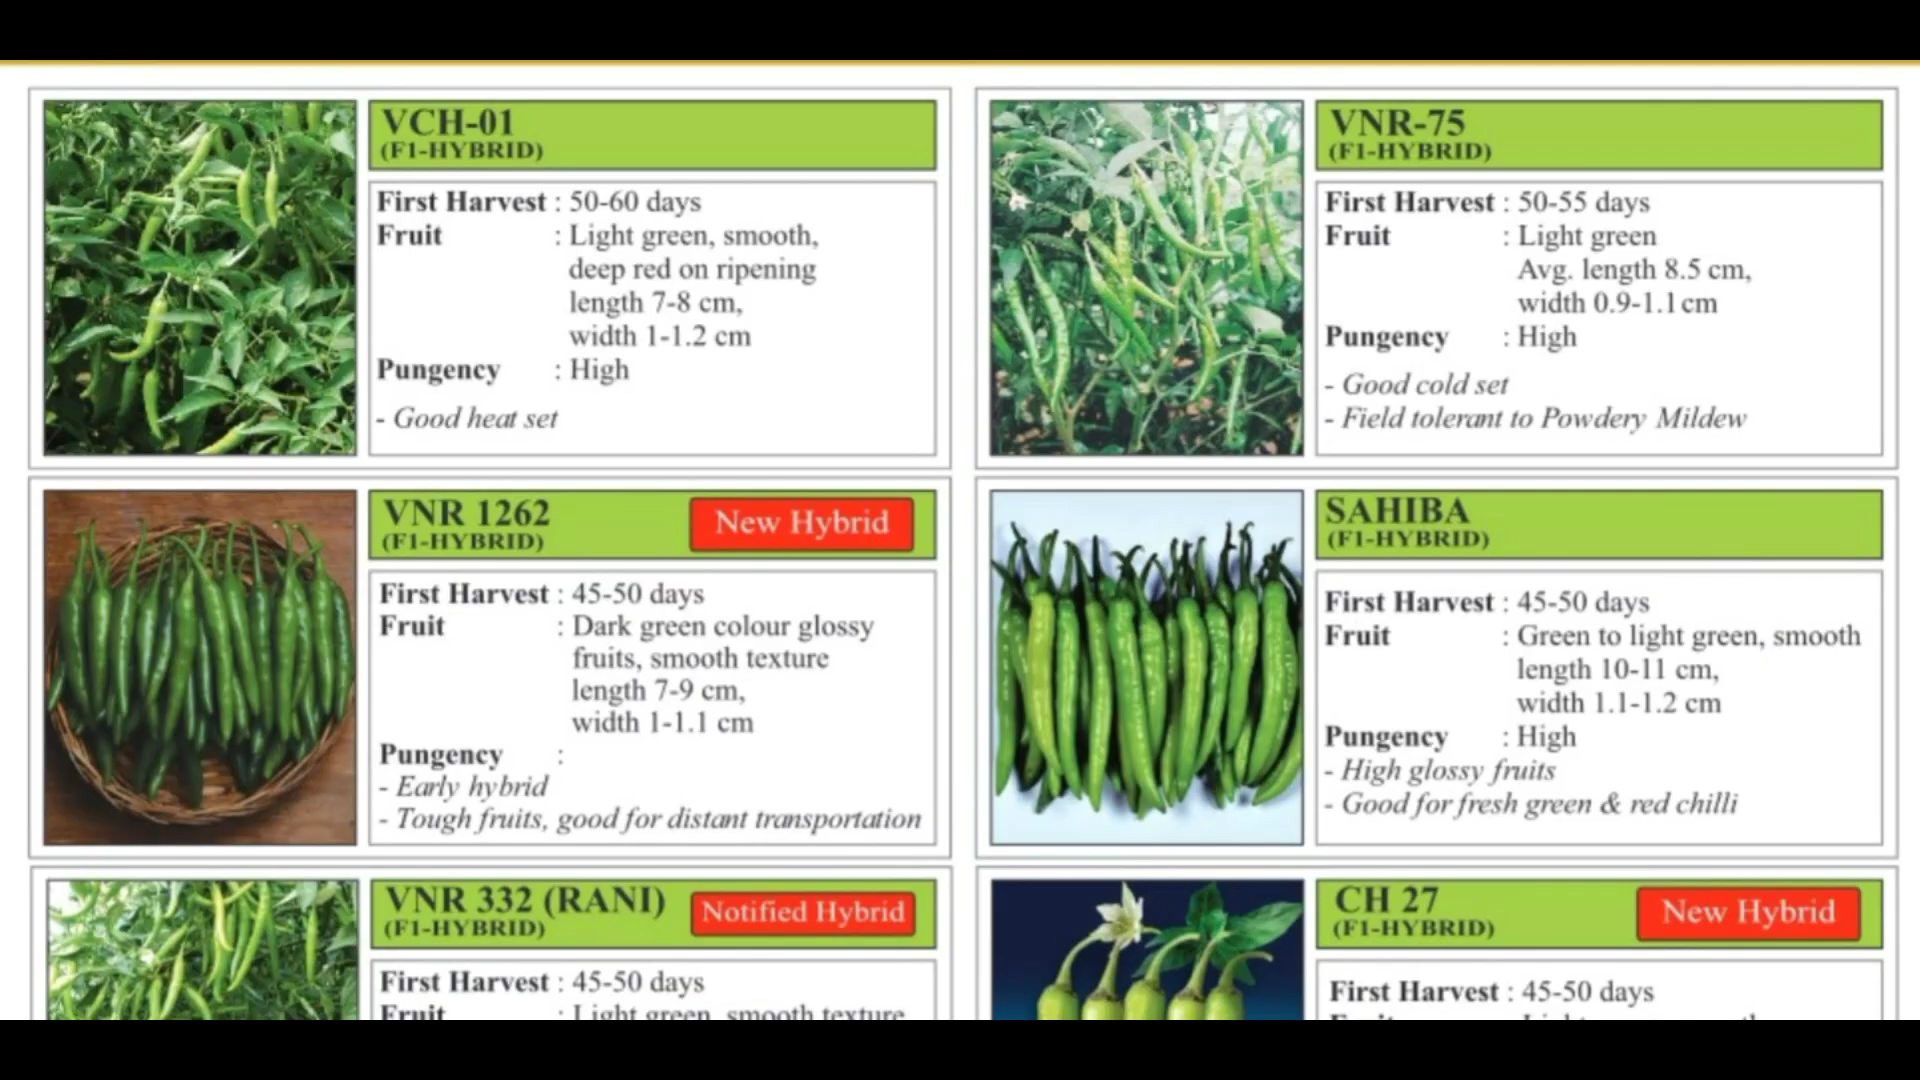 VCH-01
(F1-HYBRID)
First Harvest : 50-60 days
Fruit : Light green, smooth,
deep red on ripening
length 7-8 cm,
width 1-1.2 cm
Pungency : High
- Good heat set
VNR-75
(F1-HYBRID)
First Harvest : 50-55 days
Fruit : Light green
Avg. length 8.5 cm,
width 0.9-1.1cm
Pungency : High
- Good cold set
- Field tolerant to Powdery Mildew
VNR 1262
(F1-HYBRID)
New Hybrid
First Harvest : 45-50 days
Fruit : Dark green colour glossy
fruits, smooth texture
length 7-9 cm,
width 1-1.1 cm
Pungency :
- Early hybrid
- Tough fruits, good for distant transportation
SAHIBA
(F1-HYBRID)
First Harvest : 45-50 days
Fruit : Green to light green, smooth
length 10-11 cm,
width 1.1-1.2 cm
Pungency : High
- High glossy fruits
- Good for fresh green & red chilli
VNR 332 (RANI)
(F1-HYBRID)
Notified Hybrid
First Harvest : 45-50 days
Fruit : Light green, smooth texture
CH 27
(F1-HYBRID)
New Hybrid
First Harvest : 45-50 days